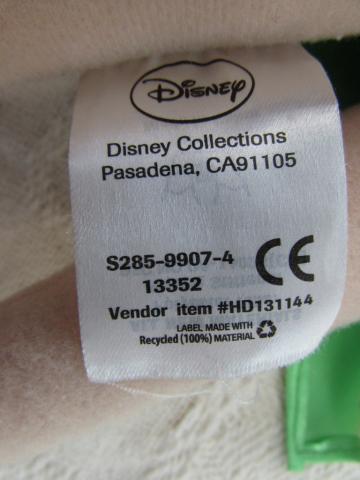 Disney
Disney Collections
Pasadena, CA91105
S285-9907-4
13352
Vendor item #HD131144
LABEL MADE WITH
Recycled (100%) MATERIAL
CE